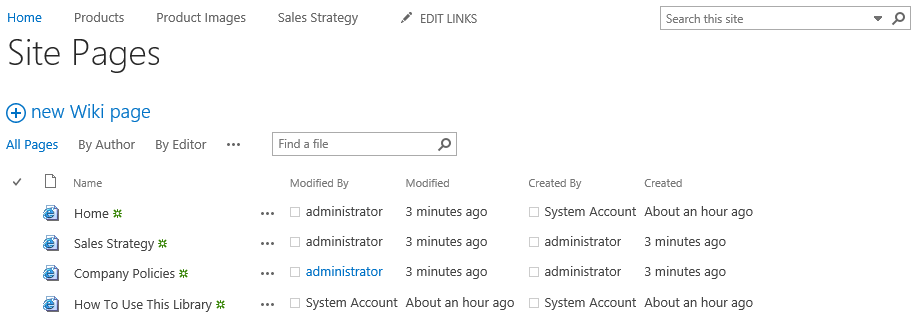 Home Products Product Images Sales Strategy EDIT LINKS Search this site
Site Pages
new Wiki page
All Pages By Author By Editor ••• Find a file
Name Modified By Modified Created By Created
Home ••• administrator 3 minutes ago System Account About an hour ago
Sales Strategy ••• administrator 3 minutes ago administrator 3 minutes ago
Company Policies ••• administrator 3 minutes ago administrator 3 minutes ago
How To Use This Library ••• System Account About an hour ago System Account About an hour ago